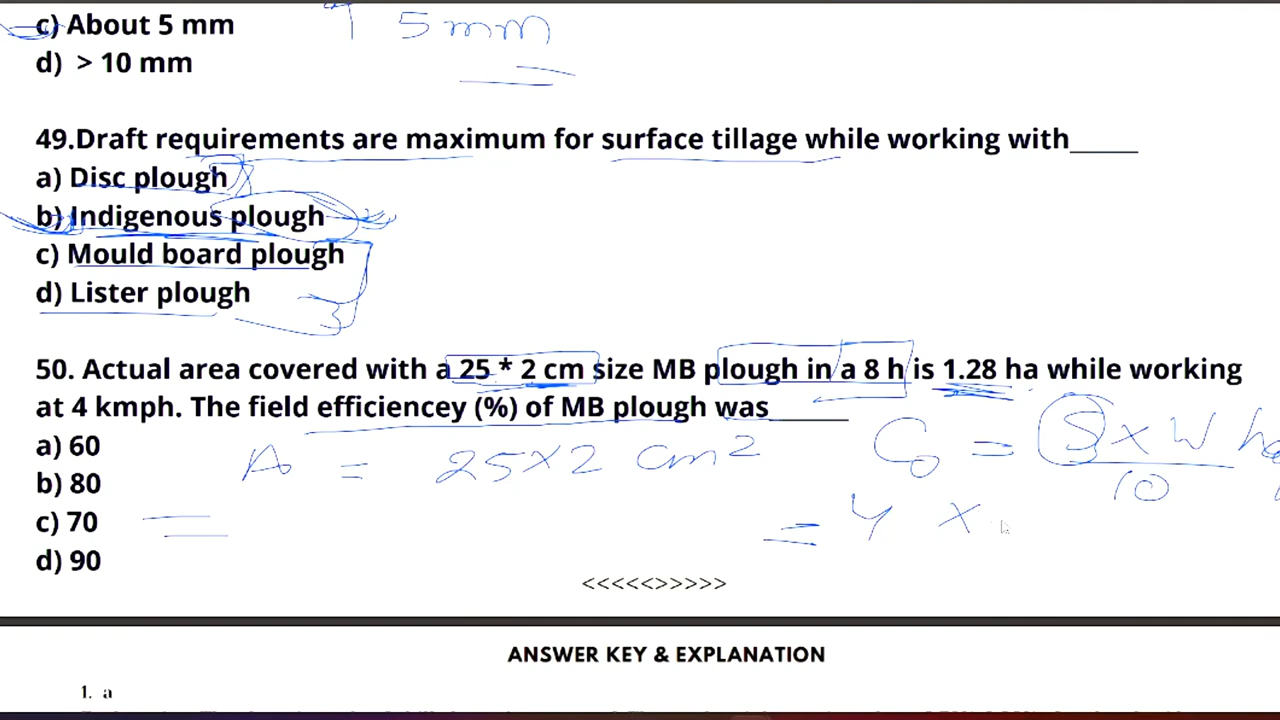 c) About 5 mm
5 mm
d) > 10 mm
49.Draft requirements are maximum for surface tillage while working with_____
a) Disc plough
b) Indigenous plough
c) Mould board plough
d) Lister plough
50. Actual area covered with a 25 * 2 cm size MB plough in a 8 h is 1.28 ha while working
at 4 kmph. The field efficiencey (%) of MB plough was______
a) 60
A = 25 x 2 cm2
Co = S x W
10
b) 80
= 4 x
c) 70
d) 90
<<<<<>>>>>
ANSWER KEY & EXPLANATION
1. a